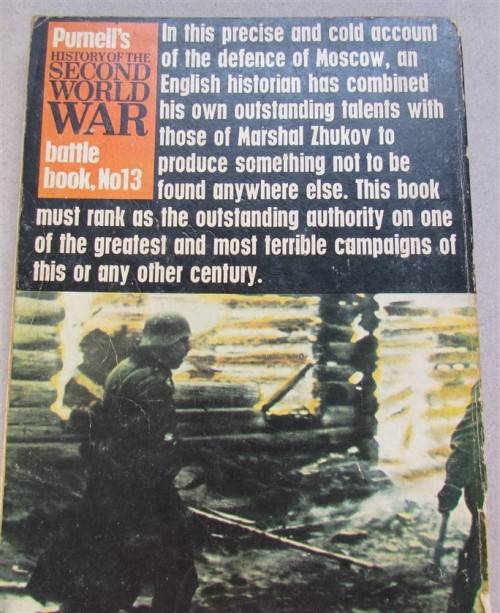 Purnell's
HISTORY OF THE
SECOND
WORLD
WAR
battle
book, No13
In this precise and cold account
of the defence of Moscow, an
English historian has combined
his own outstanding talents with
those of Marshal Zhukov to
produce something not to be
found anywhere else. This book
must rank as the outstanding authority on one
of the greatest and most terrible campaigns of
this or any other century.